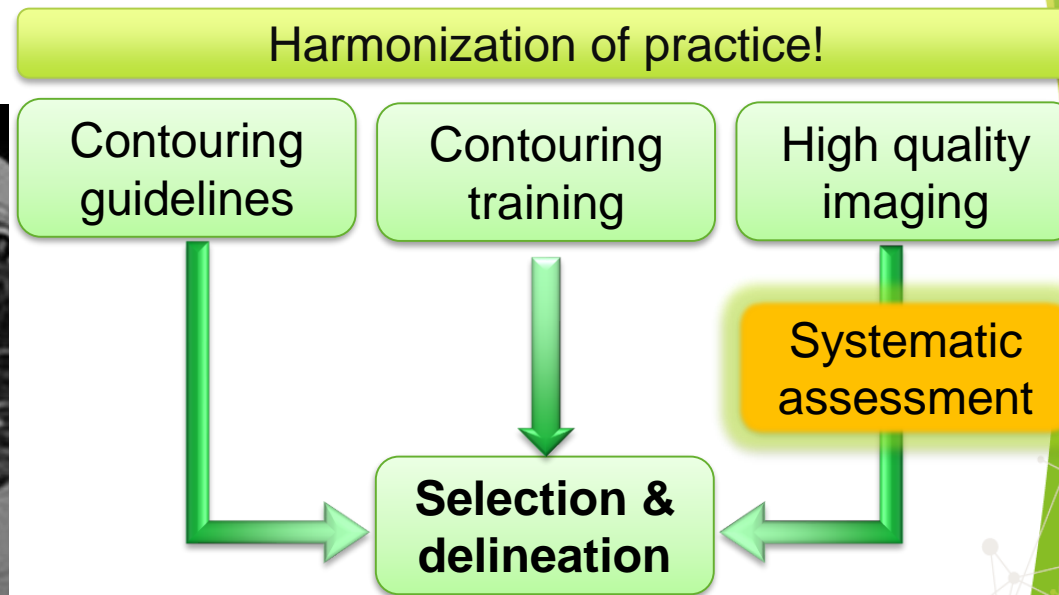 Harmonization of practice!
Contouring
guidelines
Contouring
training
High quality
imaging
Systematic
assessment
Selection &
delineation